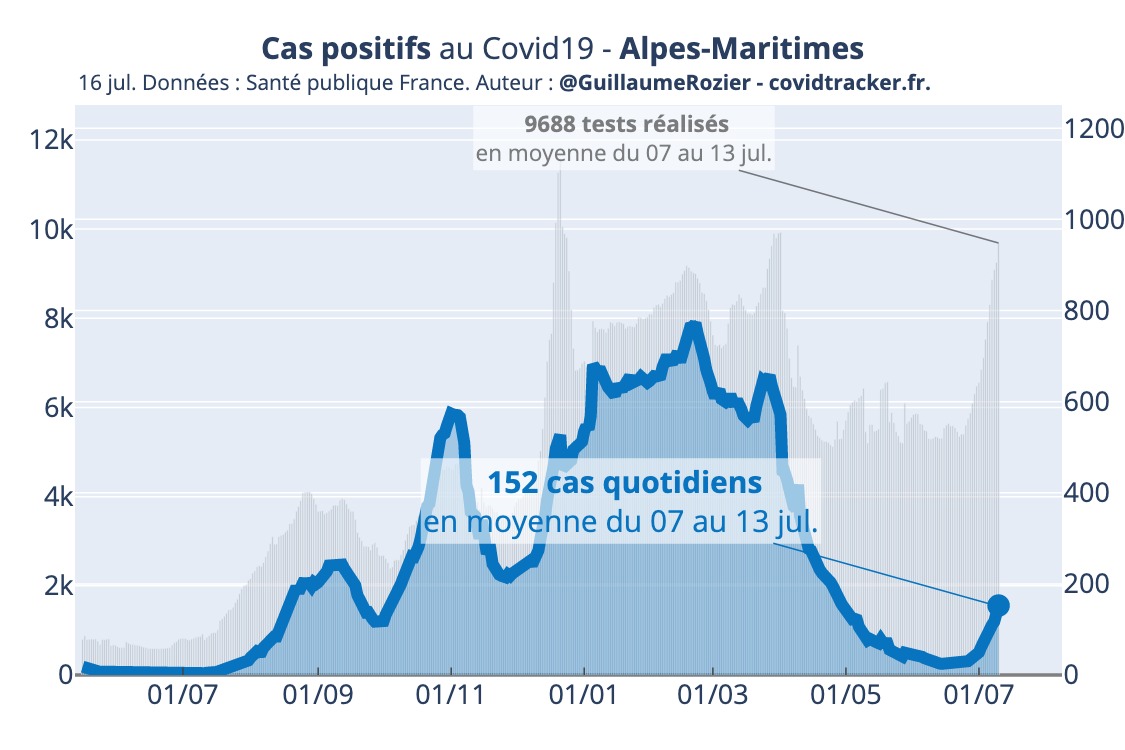 Cas positifs au Covid19 - Alpes-Maritimes
16 jul. Données : Santé publique France. Auteur : @GuillaumeRozier - covidtracker.fr.
9688 tests réalisés
en moyenne du 07 au 13 jul.
12k
10k
8k
6k
4k
2k
0
1200
1000
800
600
400
200
0
152 cas quotidiens
en moyenne du 07 au 13 jul.
01/07 01/09 01/11 01/01 01/03 01/05 01/07